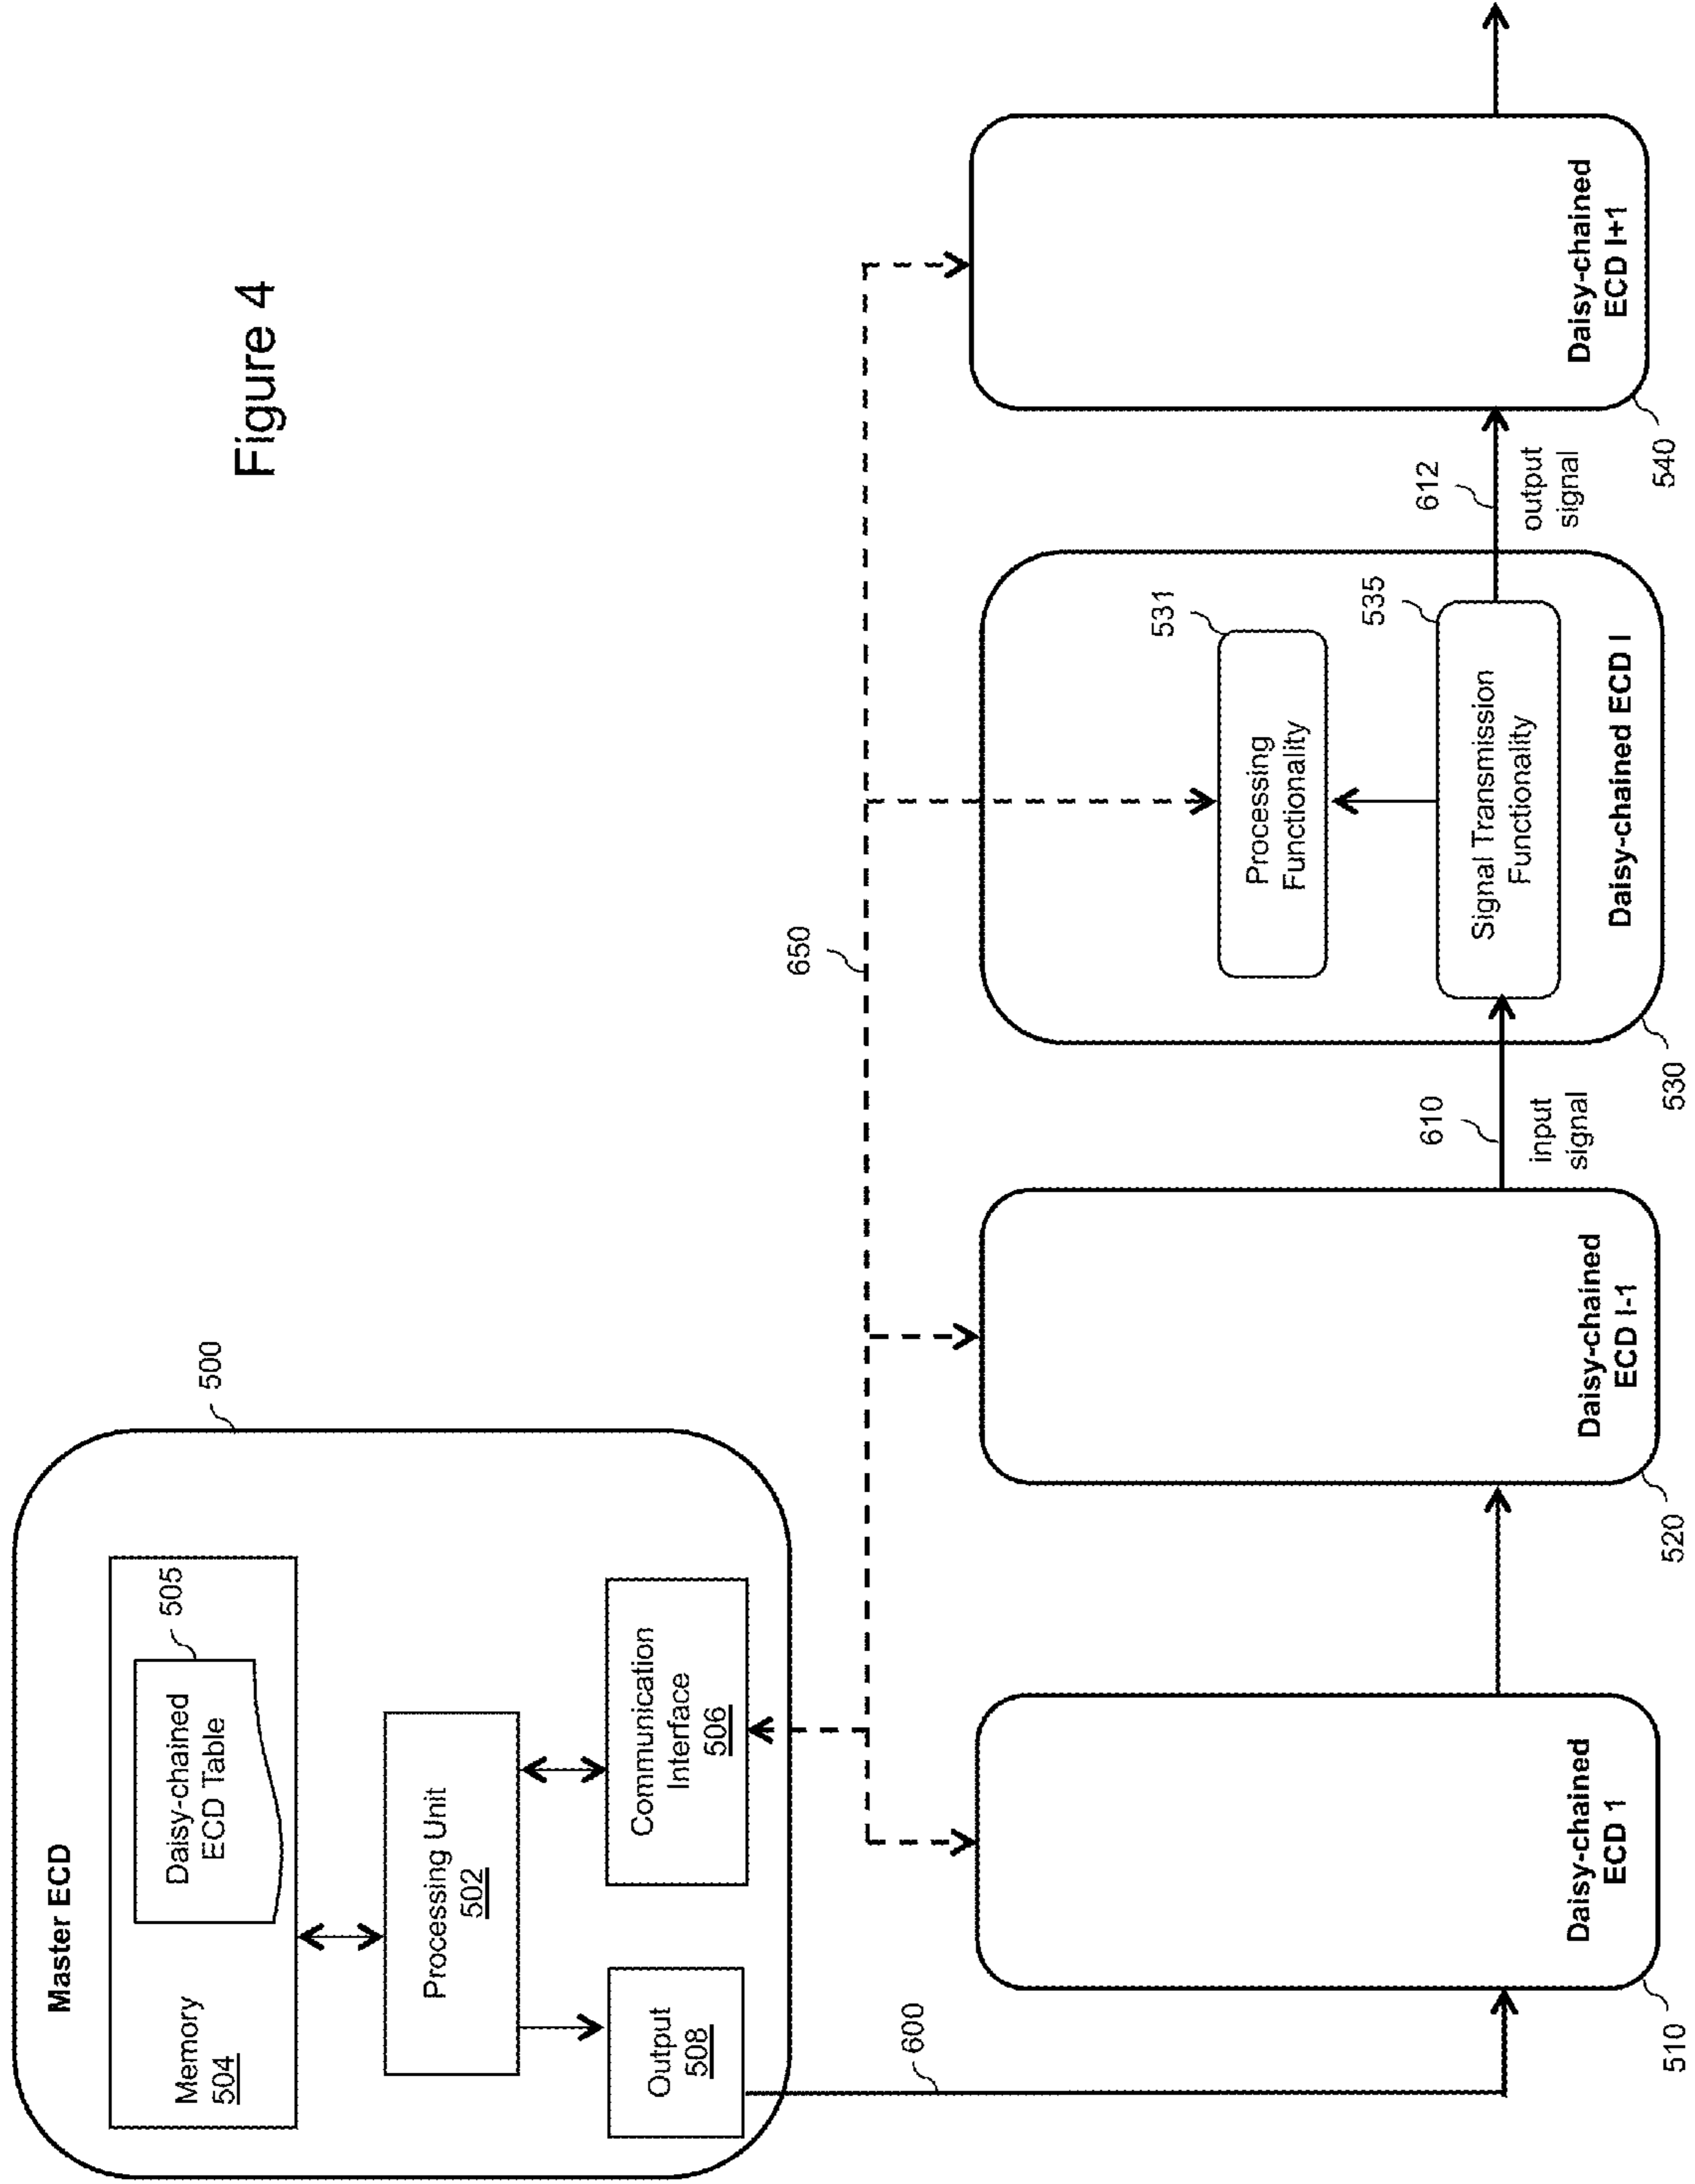 Figure 4
Master ECD
500
Memory
504
Daisy-chained
ECD Table
505
Processing Unit
502
Output
508
Communication
Interface
506
600
650
Daisy-chained
ECD 1
510
Daisy-chained
ECD I-1
520
610
input
signal
Processing
Functionality
531
Signal Transmission
Functionality
535
Daisy-chained ECD I
530
612
output
signal
Daisy-chained
ECD I+1
540